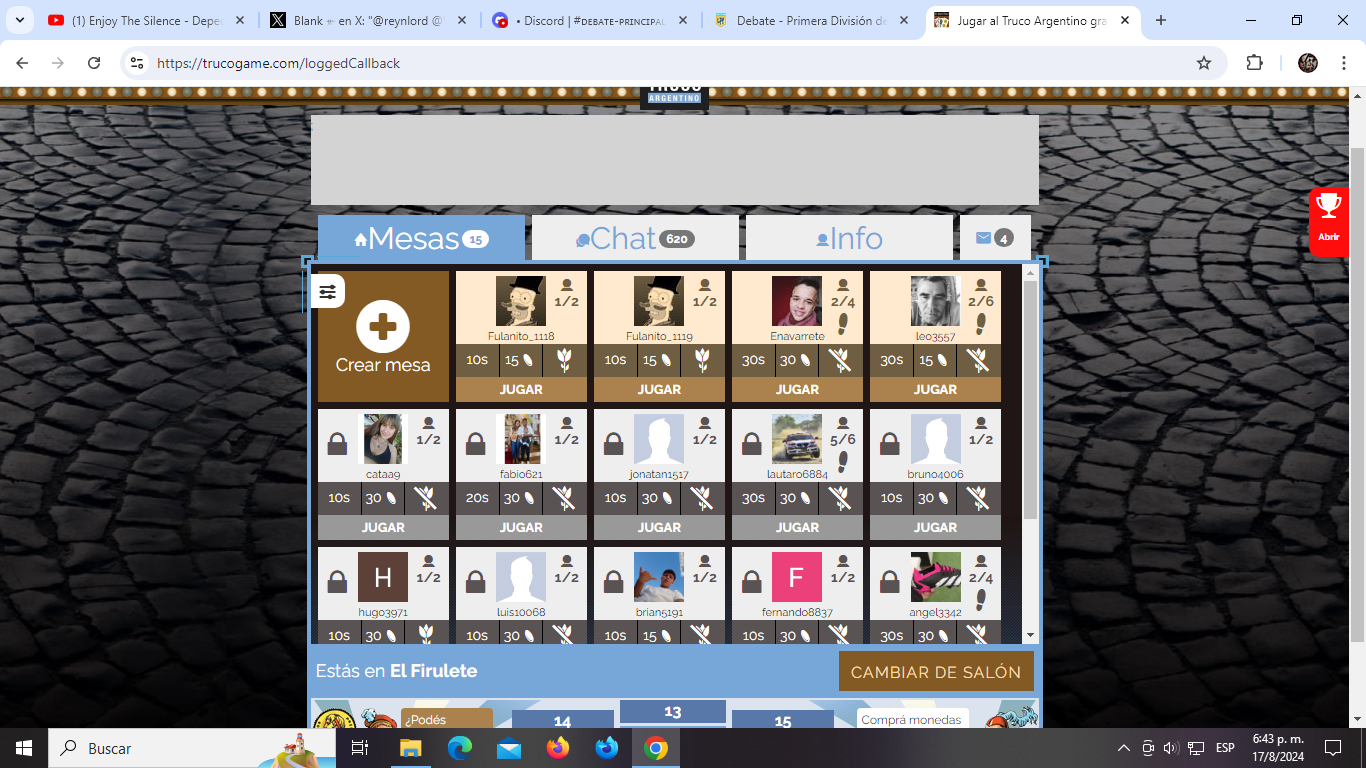 (1) Enjoy The Silence - Depe
Blank en X: "@reynlord @
• Discord | #DEBATE-PRINCIPAL
Debate - Primera División de
Jugar al Truco Argentino gra
https://trucogame.com/loggedCallback
ARGENTINO
Abrir
Mesas 15
Chat 620
Info
4
Crear mesa
1/2
Fulanito_1118
10s 15
JUGAR
1/2
Fulanito_1119
10s 15
JUGAR
2/4
Enavarrete
30s 30
JUGAR
2/6
leo3557
30s 15
JUGAR
1/2
cataa9
10s 30
JUGAR
1/2
fabio621
20s 30
JUGAR
1/2
jonatan1517
10s 30
JUGAR
5/6
lautaro6884
30s 30
JUGAR
1/2
bruno4006
10s 30
JUGAR
H
1/2
hugo3971
10s 30
1/2
luis10068
10s 30
1/2
brian5191
10s 15
F
1/2
fernando8837
10s 30
2/4
angel3342
30s 30
Estás en El Firulete
CAMBIAR DE SALÓN
¿Podés
14
13
15
Comprá monedas
Buscar
ESP
6:43 p. m.
17/8/2024